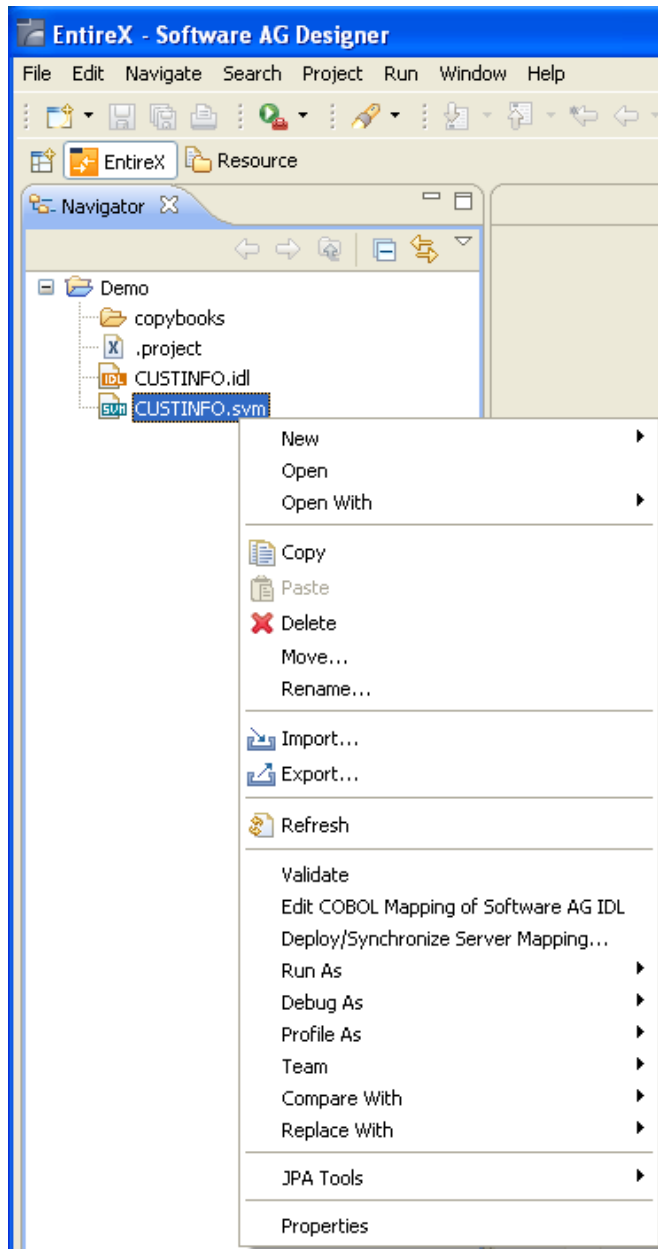 EntireX - Software AG Designer
File Edit Navigate Search Project Run Window Help
EntireX Resource
Navigator
Demo
copybooks
X .project
IDL CUSTINFO.idl
SVM CUSTINFO.svm
New
Open
Open With
Copy
Paste
Delete
Move...
Rename...
Import...
Export...
Refresh
Validate
Edit COBOL Mapping of Software AG IDL
Deploy/Synchronize Server Mapping...
Run As
Debug As
Profile As
Team
Compare With
Replace With
JPA Tools
Properties